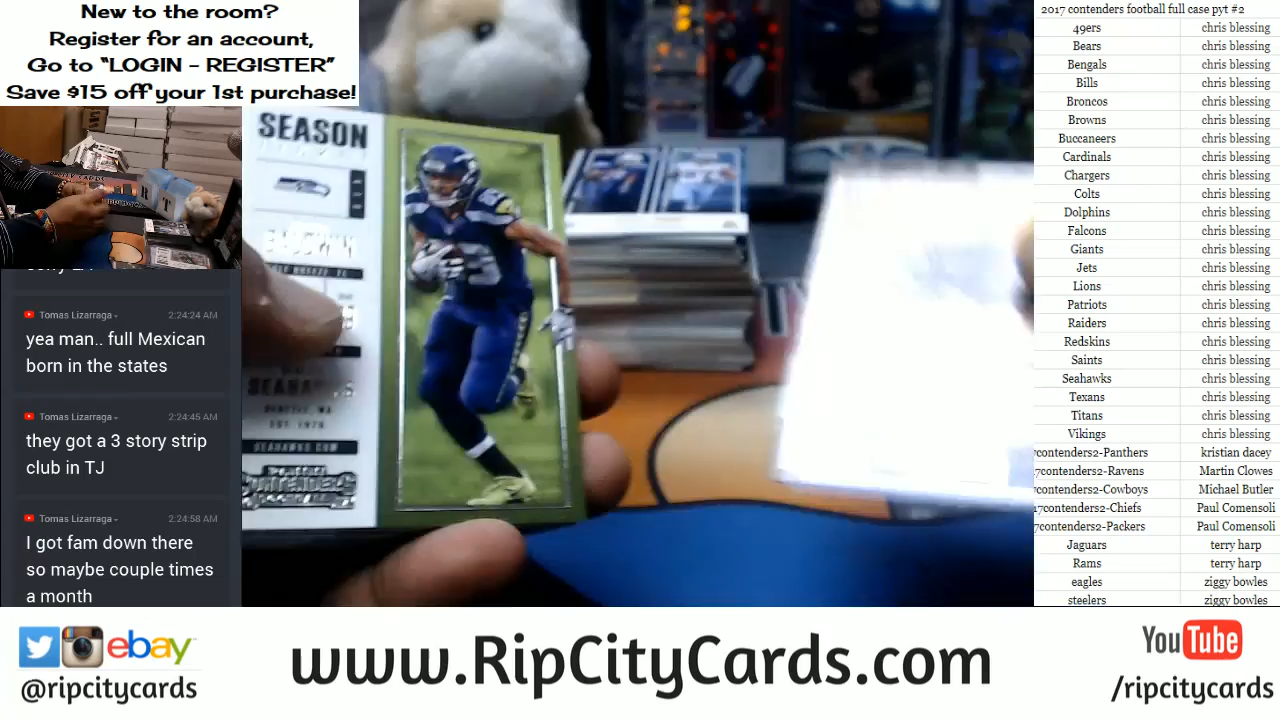 New to the room?
Register for an account,
Go to “LOGIN - REGISTER”
Save $15 off your 1st purchase!
Tomas Lizarraga
2:24:24 AM
yea man.. full Mexican
born in the states
Tomas Lizarraga
2:24:45 AM
they got a 3 story strip
club in TJ
Tomas Lizarraga
2:24:58 AM
I got fam down there
so maybe couple times
a month
SEASON
SEAHAWKS
SEAHAWKS.COM
CONTENDERS
2017 contenders football full case pyt #2
49ers chris blessing
Bears chris blessing
Bengals chris blessing
Bills chris blessing
Broncos chris blessing
Browns chris blessing
Buccaneers chris blessing
Cardinals chris blessing
Chargers chris blessing
Colts chris blessing
Dolphins chris blessing
Falcons chris blessing
Giants chris blessing
Jets chris blessing
Lions chris blessing
Patriots chris blessing
Raiders chris blessing
Redskins chris blessing
Saints chris blessing
Seahawks chris blessing
Texans chris blessing
Titans chris blessing
Vikings chris blessing
7contenders2-Panthers kristian dacey
7contenders2-Ravens Martin Clowes
7contenders2-Cowboys Michael Butler
7contenders2-Chiefs Paul Comensoli
7contenders2-Packers Paul Comensoli
Jaguars terry harp
Rams terry harp
eagles ziggy bowles
steelers ziggy bowles
ebay
@ripcitycards
www.RipCityCards.com
YouTube
/ripcitycards